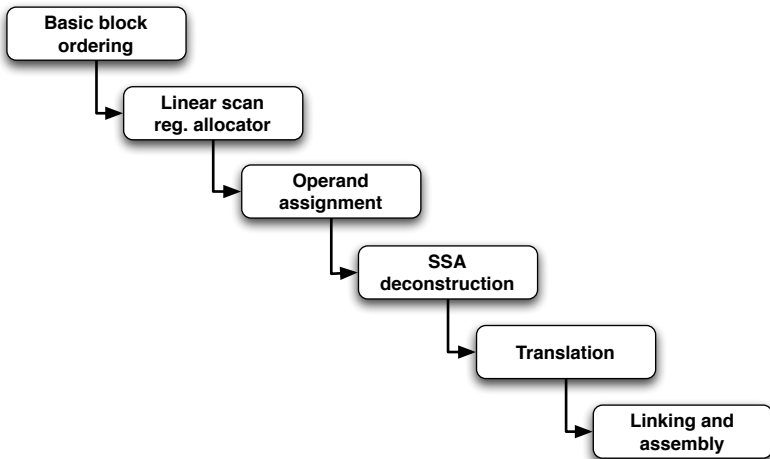 Basic block
ordering
Linear scan
reg. allocator
Operand
assignment
SSA
deconstruction
Translation
Linking and
assembly